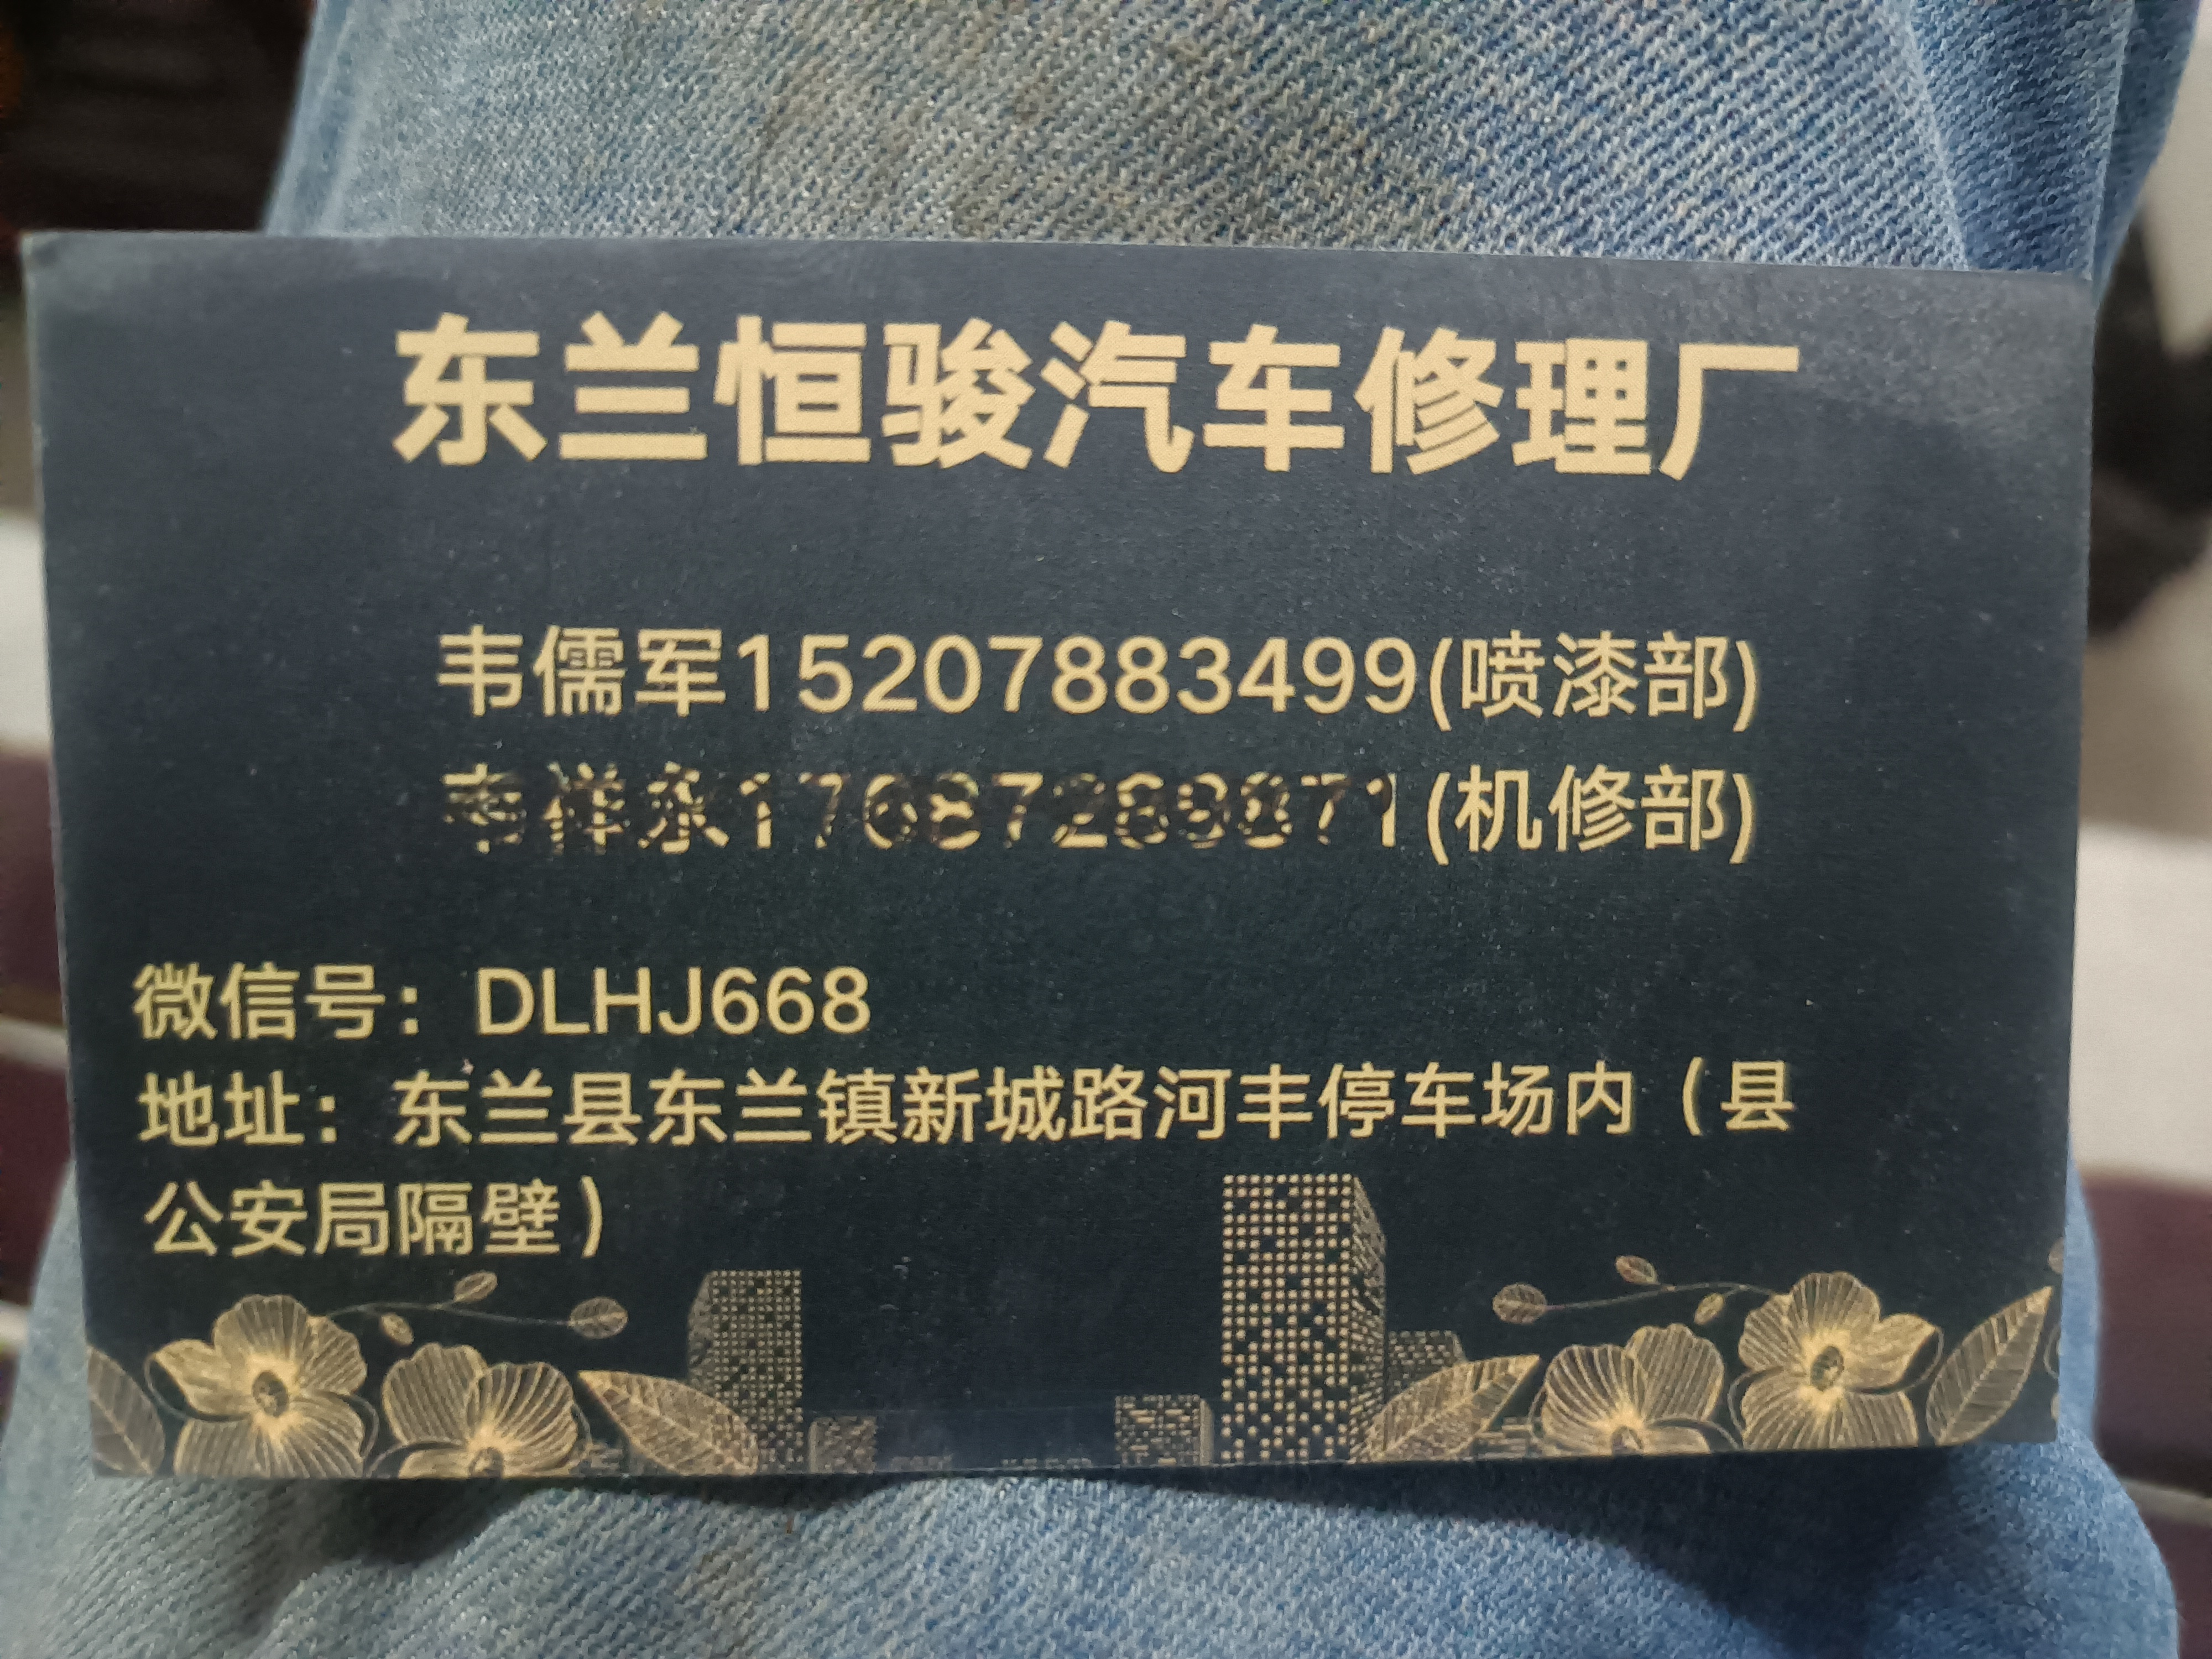 东兰恒骏汽车修理厂
韦儒军15207883499(喷漆部)
(机修部)
微信号：DLHJ668
地址：东兰县东兰镇新城路河丰停车场内（县
公安局隔壁）